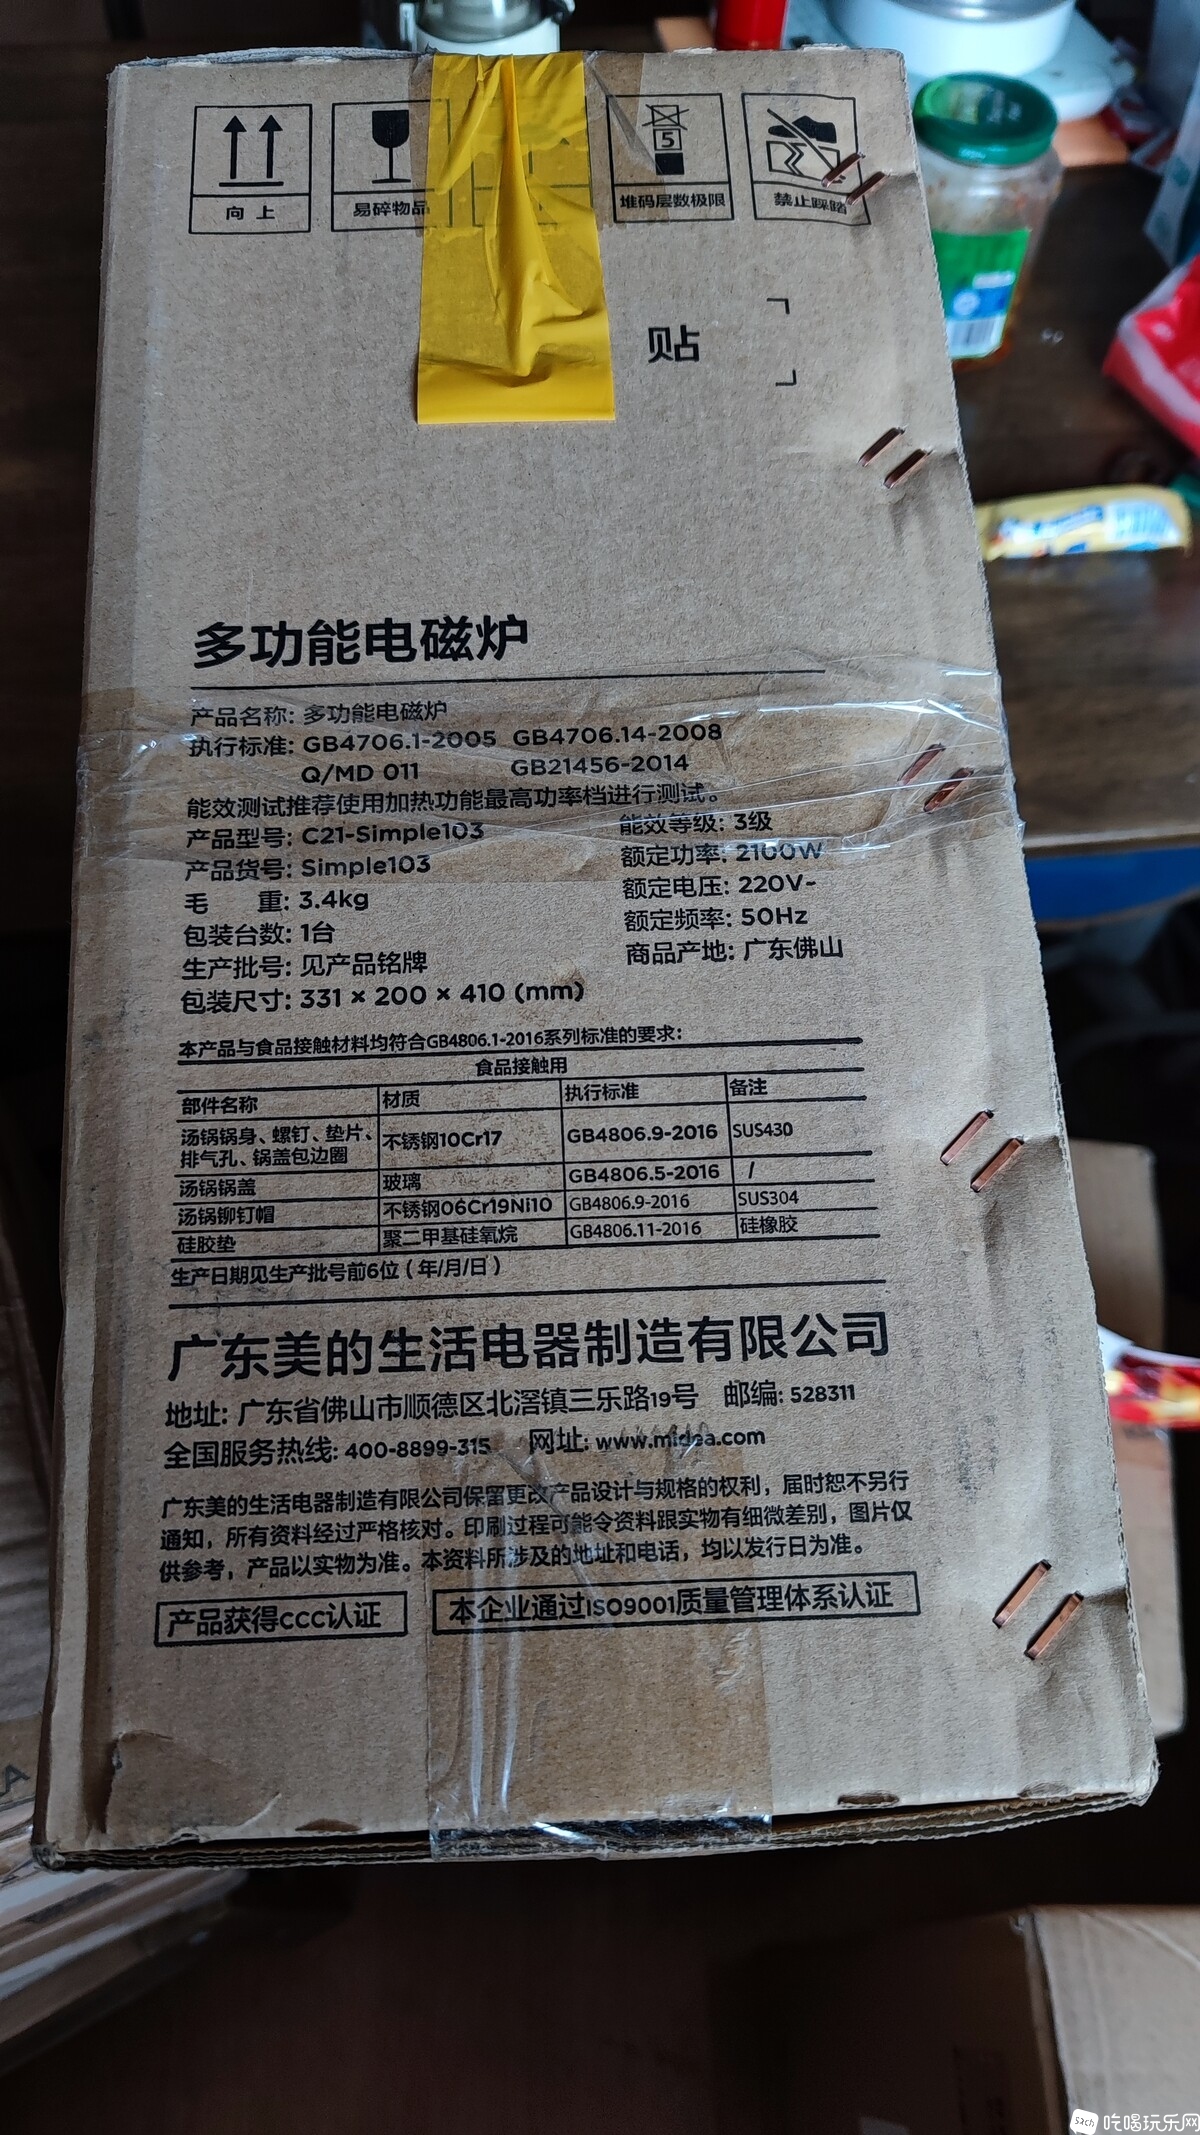 向上
易碎物品
5
堆码层数极限
禁止踩踏
贴
多功能电磁炉
产品名称: 多功能电磁炉
执行标准: GB4706.1-2005 GB4706.14-2008
Q/MD 011 GB21456-2014
能效测试推荐使用加热功能最高功率档进行测试。
产品型号: C21-Simple103 能效等级: 3级
产品货号: Simple103 额定功率: 2100W
毛 重: 3.4kg 额定电压: 220V~
包装台数: 1台 额定频率: 50Hz
生产批号: 见产品铭牌 商品产地: 广东佛山
包装尺寸: 331 × 200 × 410 (mm)
本产品与食品接触材料均符合GB4806.1-2016系列标准的要求:
食品接触用
部件名称 材质 执行标准 备注
汤锅锅身、螺钉、垫片、
排气孔、锅盖包边圈 不锈钢10Cr17 GB4806.9-2016 SUS430
汤锅锅盖 玻璃 GB4806.5-2016 /
汤锅铆钉帽 不锈钢06Cr19Ni10 GB4806.9-2016 SUS304
硅胶垫 聚二甲基硅氧烷 GB4806.11-2016 硅橡胶
生产日期见生产批号前6位（年/月/日）
广东美的生活电器制造有限公司
地址: 广东省佛山市顺德区北滘镇三乐路19号 邮编: 528311
全国服务热线: 400-8899-315 网址: www.midea.com
广东美的生活电器制造有限公司保留更改产品设计与规格的权利，届时恕不另行
通知，所有资料经过严格核对。印刷过程可能令资料跟实物有细微差别，图片仅
供参考，产品以实物为准。本资料所涉及的地址和电话，均以发行日为准。
产品获得CCC认证 本企业通过ISO9001质量管理体系认证
吃喝玩乐网